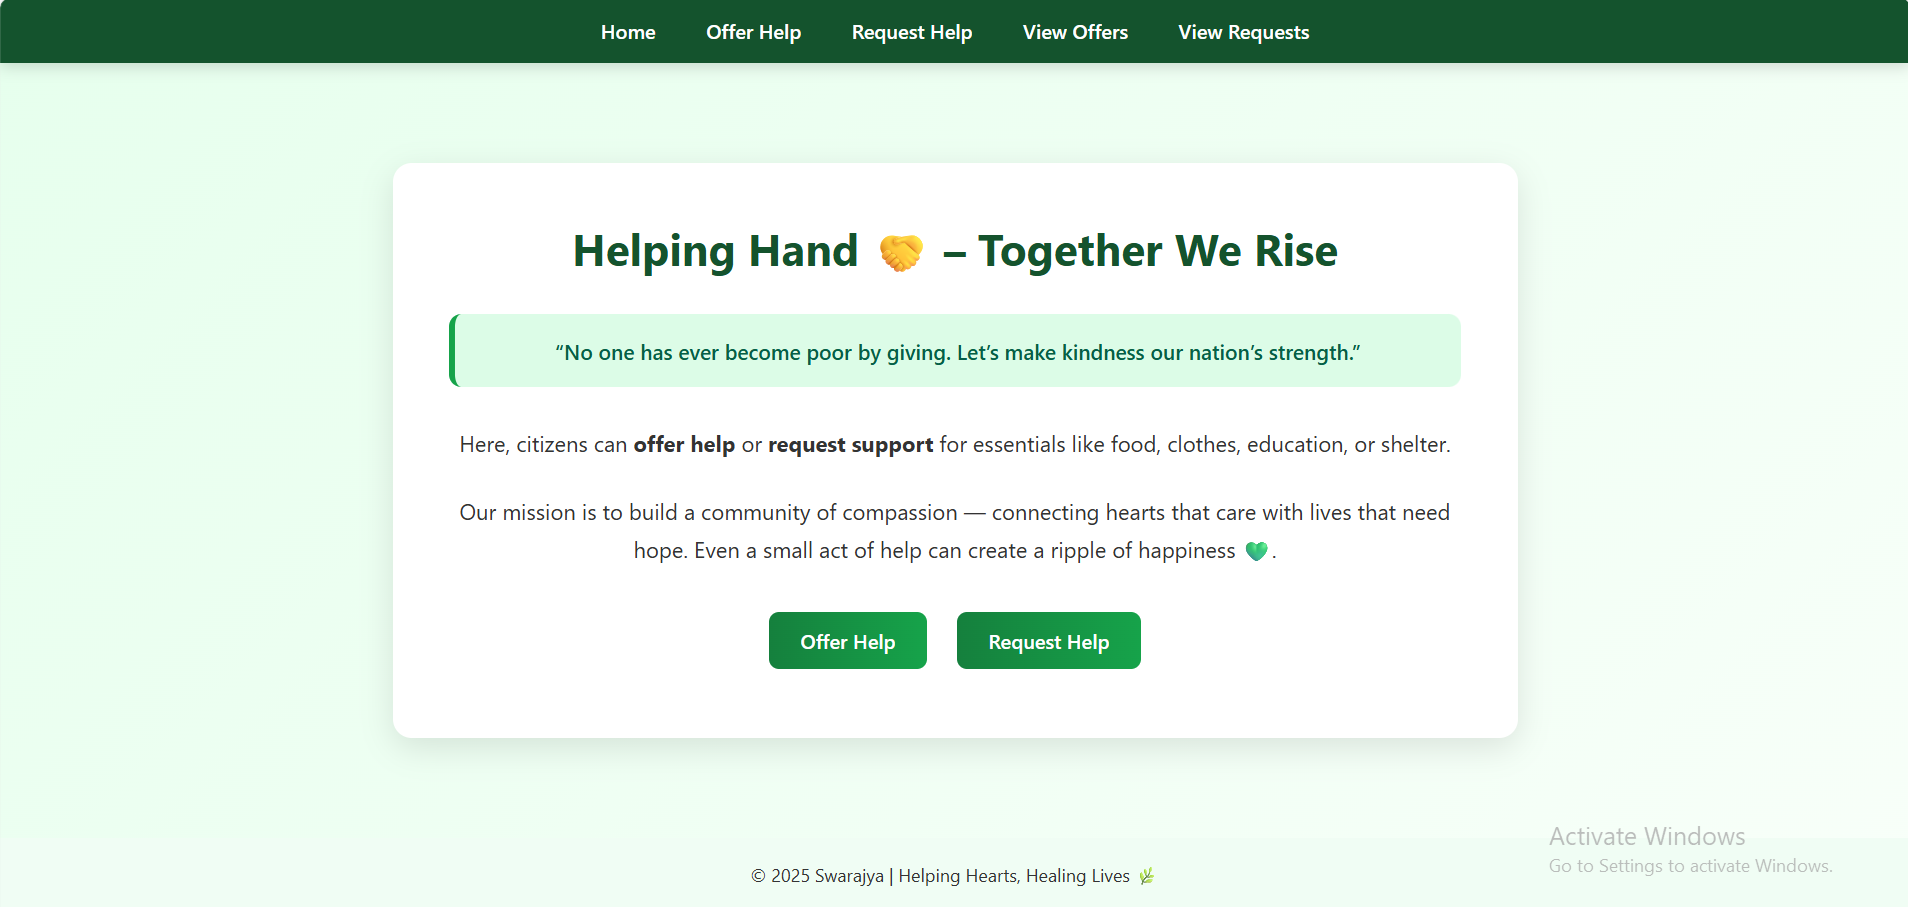 Home Offer Help Request Help View Offers View Requests
Helping Hand 🤝 – Together We Rise
“No one has ever become poor by giving. Let’s make kindness our nation’s strength.”
Here, citizens can offer help or request support for essentials like food, clothes, education, or shelter.
Our mission is to build a community of compassion — connecting hearts that care with lives that need
hope. Even a small act of help can create a ripple of happiness 💚.
Offer Help Request Help
Activate Windows
Go to Settings to activate Windows.
© 2025 Swarajya | Helping Hearts, Healing Lives 🌿